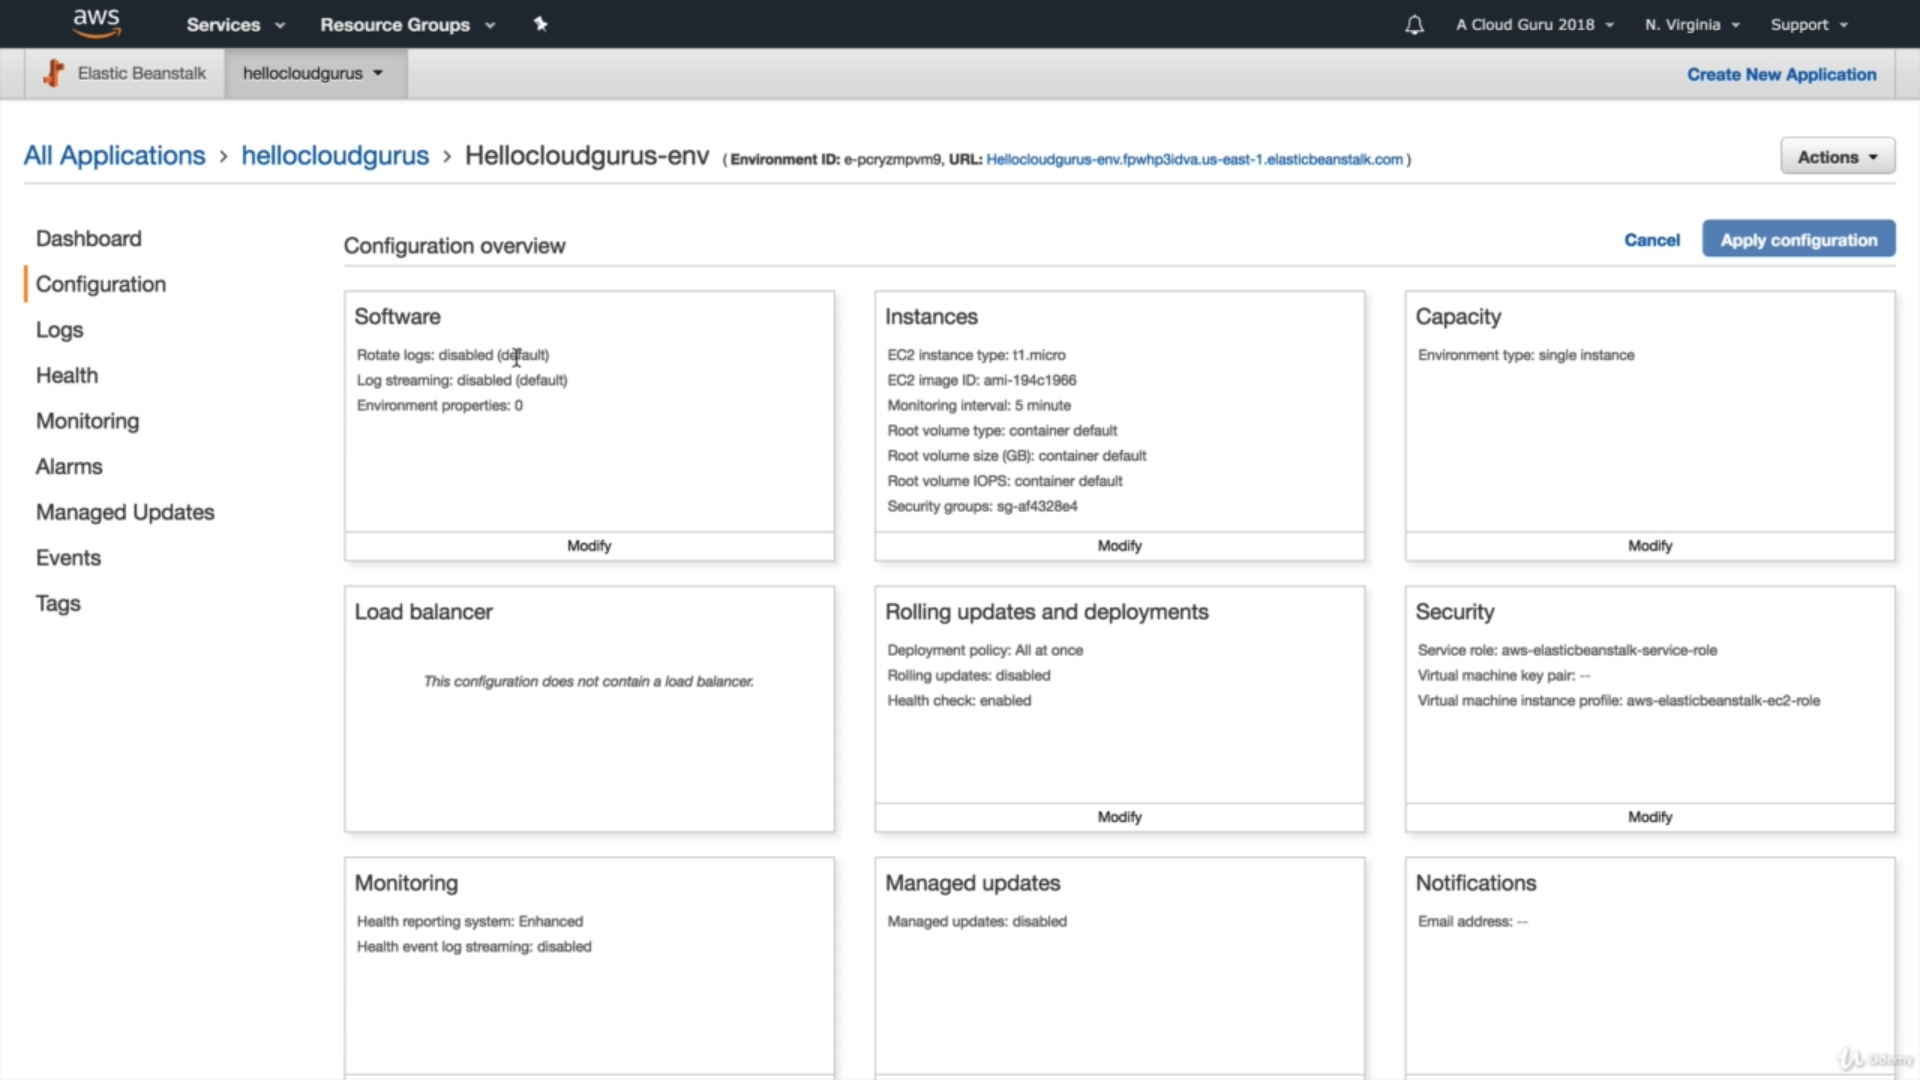 aws Services Resource Groups A Cloud Guru 2018 N. Virginia Support
Elastic Beanstalk hellocloudgurus Create New Application
All Applications › hellocloudgurus › Hellocloudgurus-env ( Environment ID: e-pcryzmpvm9, URL: Hellocloudgurus-env.fpwhp3idva.us-east-1.elasticbeanstalk.com ) Actions
Dashboard
Configuration
Logs
Health
Monitoring
Alarms
Managed Updates
Events
Tags
Configuration overview Cancel Apply configuration
Software
Rotate logs: disabled (default)
Log streaming: disabled (default)
Environment properties: 0
Modify
Instances
EC2 instance type: t1.micro
EC2 image ID: ami-194c1966
Monitoring interval: 5 minute
Root volume type: container default
Root volume size (GB): container default
Root volume IOPS: container default
Security groups: sg-af4328e4
Modify
Capacity
Environment type: single instance
Modify
Load balancer
This configuration does not contain a load balancer.
Rolling updates and deployments
Deployment policy: All at once
Rolling updates: disabled
Health check: enabled
Modify
Security
Service role: aws-elasticbeanstalk-service-role
Virtual machine key pair: --
Virtual machine instance profile: aws-elasticbeanstalk-ec2-role
Modify
Monitoring
Health reporting system: Enhanced
Health event log streaming: disabled
Managed updates
Managed updates: disabled
Notifications
Email address: --
Udemy